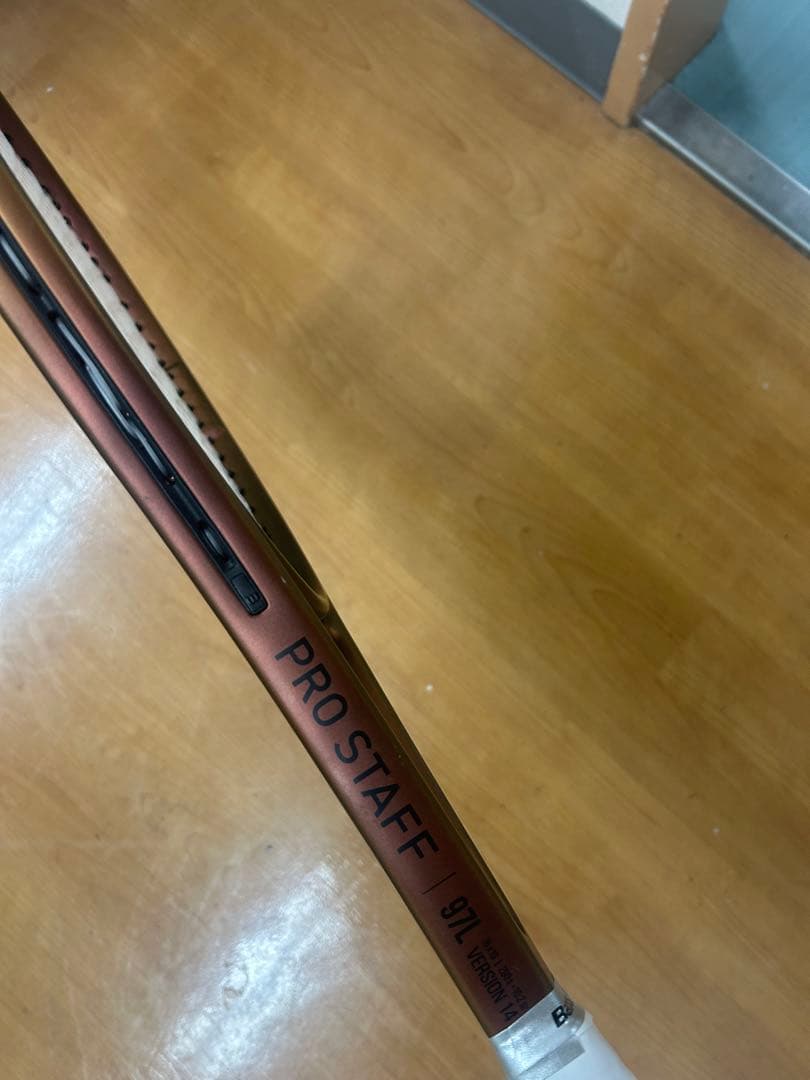 PRO STAFF | 97L
VERSION 14